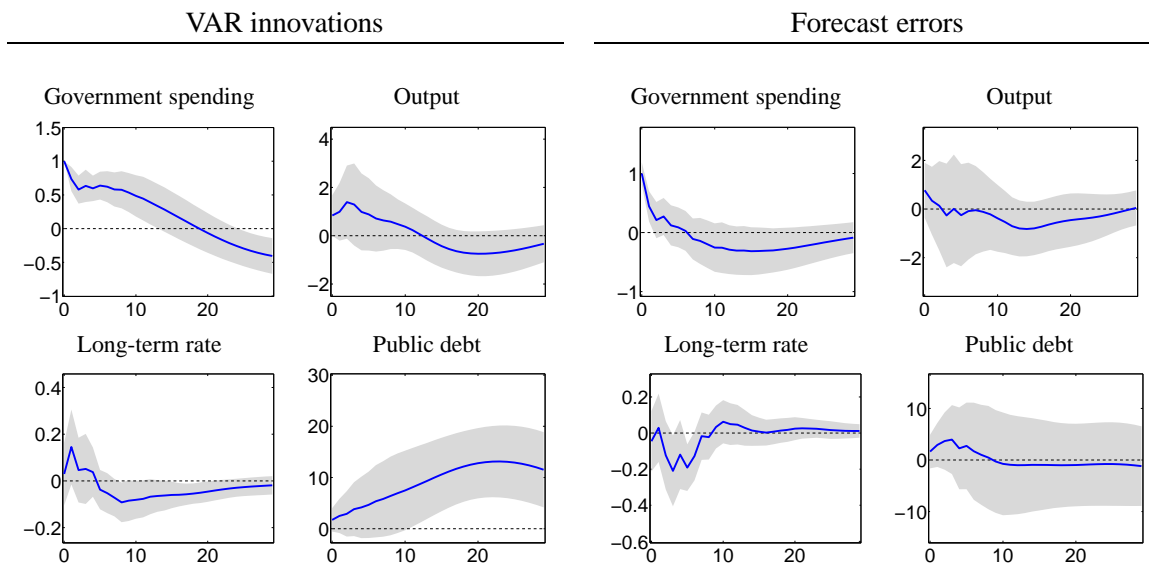 VAR innovations
Forecast errors
Government spending
Output
Government spending
Output
1.5
1
0.5
0
−0.5
−1
0 10 20
4
2
0
−2
0 10 20
1
0
−1
0 10 20
2
0
−2
0 10 20
Long-term rate
Public debt
Long-term rate
Public debt
0.4
0.2
0
−0.2
0 10 20
30
20
10
0
0 10 20
0.2
0
−0.2
−0.4
−0.6
0 10 20
10
0
−10
0 10 20